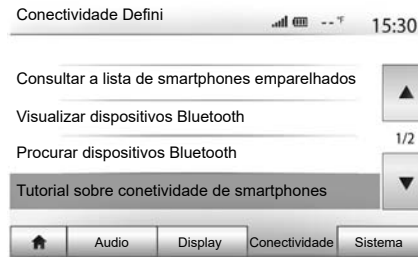 Conectividade Defini
-- °F
15:30
Consultar a lista de smartphones emparelhados
Visualizar dispositivos Bluetooth
1/2
Procurar dispositivos Bluetooth
Tutorial sobre conetividade de smartphones
Audio
Display
Conectividade
Sistema